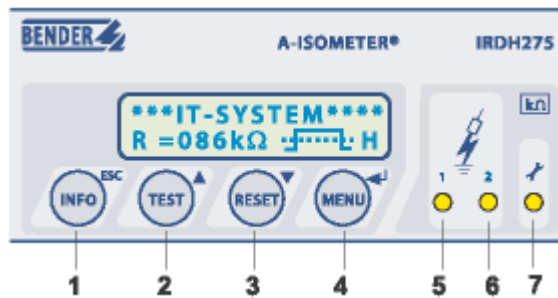 BENDER
A-ISOMETER® IRDH275
***IT-SYSTEM****
R =086kΩ H
kΩ
ESC
INFO TEST RESET MENU
1 2
1 2 3 4 5 6 7